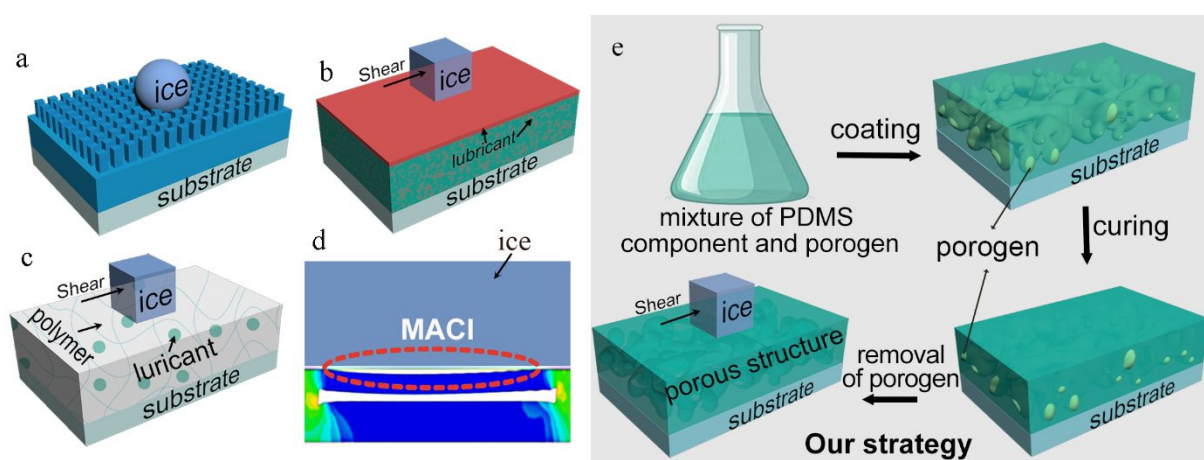 a
ice
substrate
b
Shear
ice
lubricant
substrate
c
Shear
ice
polymer
luricant
substrate
d
ice
MACI
e
mixture of PDMS
component and porogen
coating
substrate
porogen
curing
substrate
removal
of porogen
Shear
ice
porous structure
substrate
Our strategy